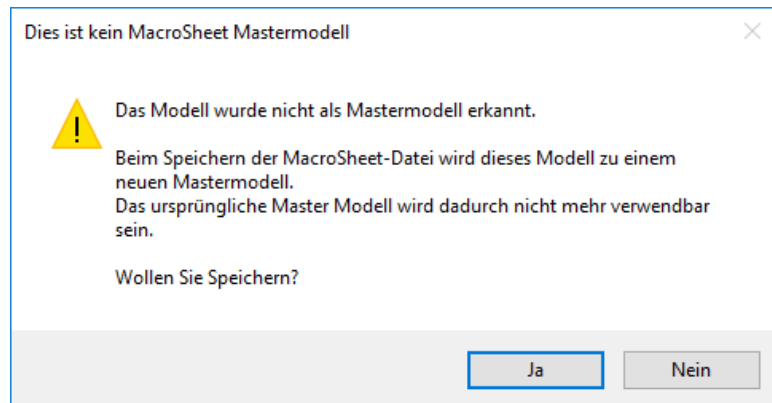 Dies ist kein MacroSheet Mastermodell
Das Modell wurde nicht als Mastermodell erkannt.
Beim Speichern der MacroSheet-Datei wird dieses Modell zu einem
neuen Mastermodell.
Das ursprüngliche Master Modell wird dadurch nicht mehr verwendbar
sein.
Wollen Sie Speichern?
Ja
Nein